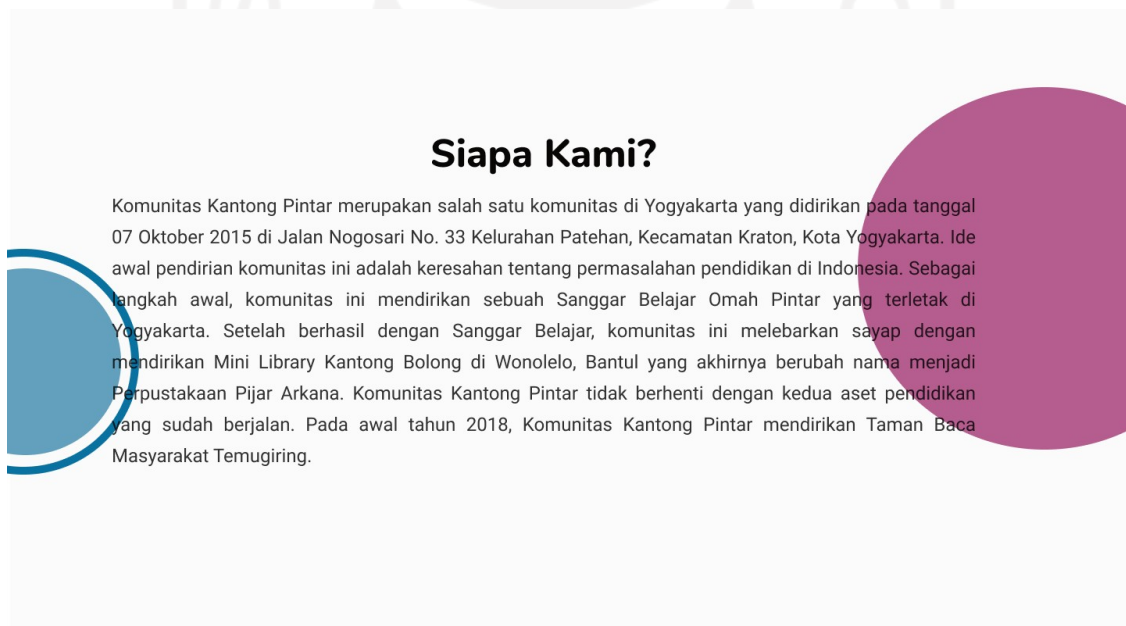 Siapa Kami?
Komunitas Kantong Pintar merupakan salah satu komunitas di Yogyakarta yang didirikan pada tanggal
07 Oktober 2015 di Jalan Nogosari No. 33 Kelurahan Patehan, Kecamatan Kraton, Kota Yogyakarta. Ide
awal pendirian komunitas ini adalah keresahan tentang permasalahan pendidikan di Indonesia. Sebagai
langkah awal, komunitas ini mendirikan sebuah Sanggar Belajar Omah Pintar yang terletak di
Yogyakarta. Setelah berhasil dengan Sanggar Belajar, komunitas ini melebarkan sayap dengan
mendirikan Mini Library Kantong Bolong di Wonolelo, Bantul yang akhirnya berubah nama menjadi
Perpustakaan Pijar Arkana. Komunitas Kantong Pintar tidak berhenti dengan kedua aset pendidikan
yang sudah berjalan. Pada awal tahun 2018, Komunitas Kantong Pintar mendirikan Taman Baca
Masyarakat Temugiring.